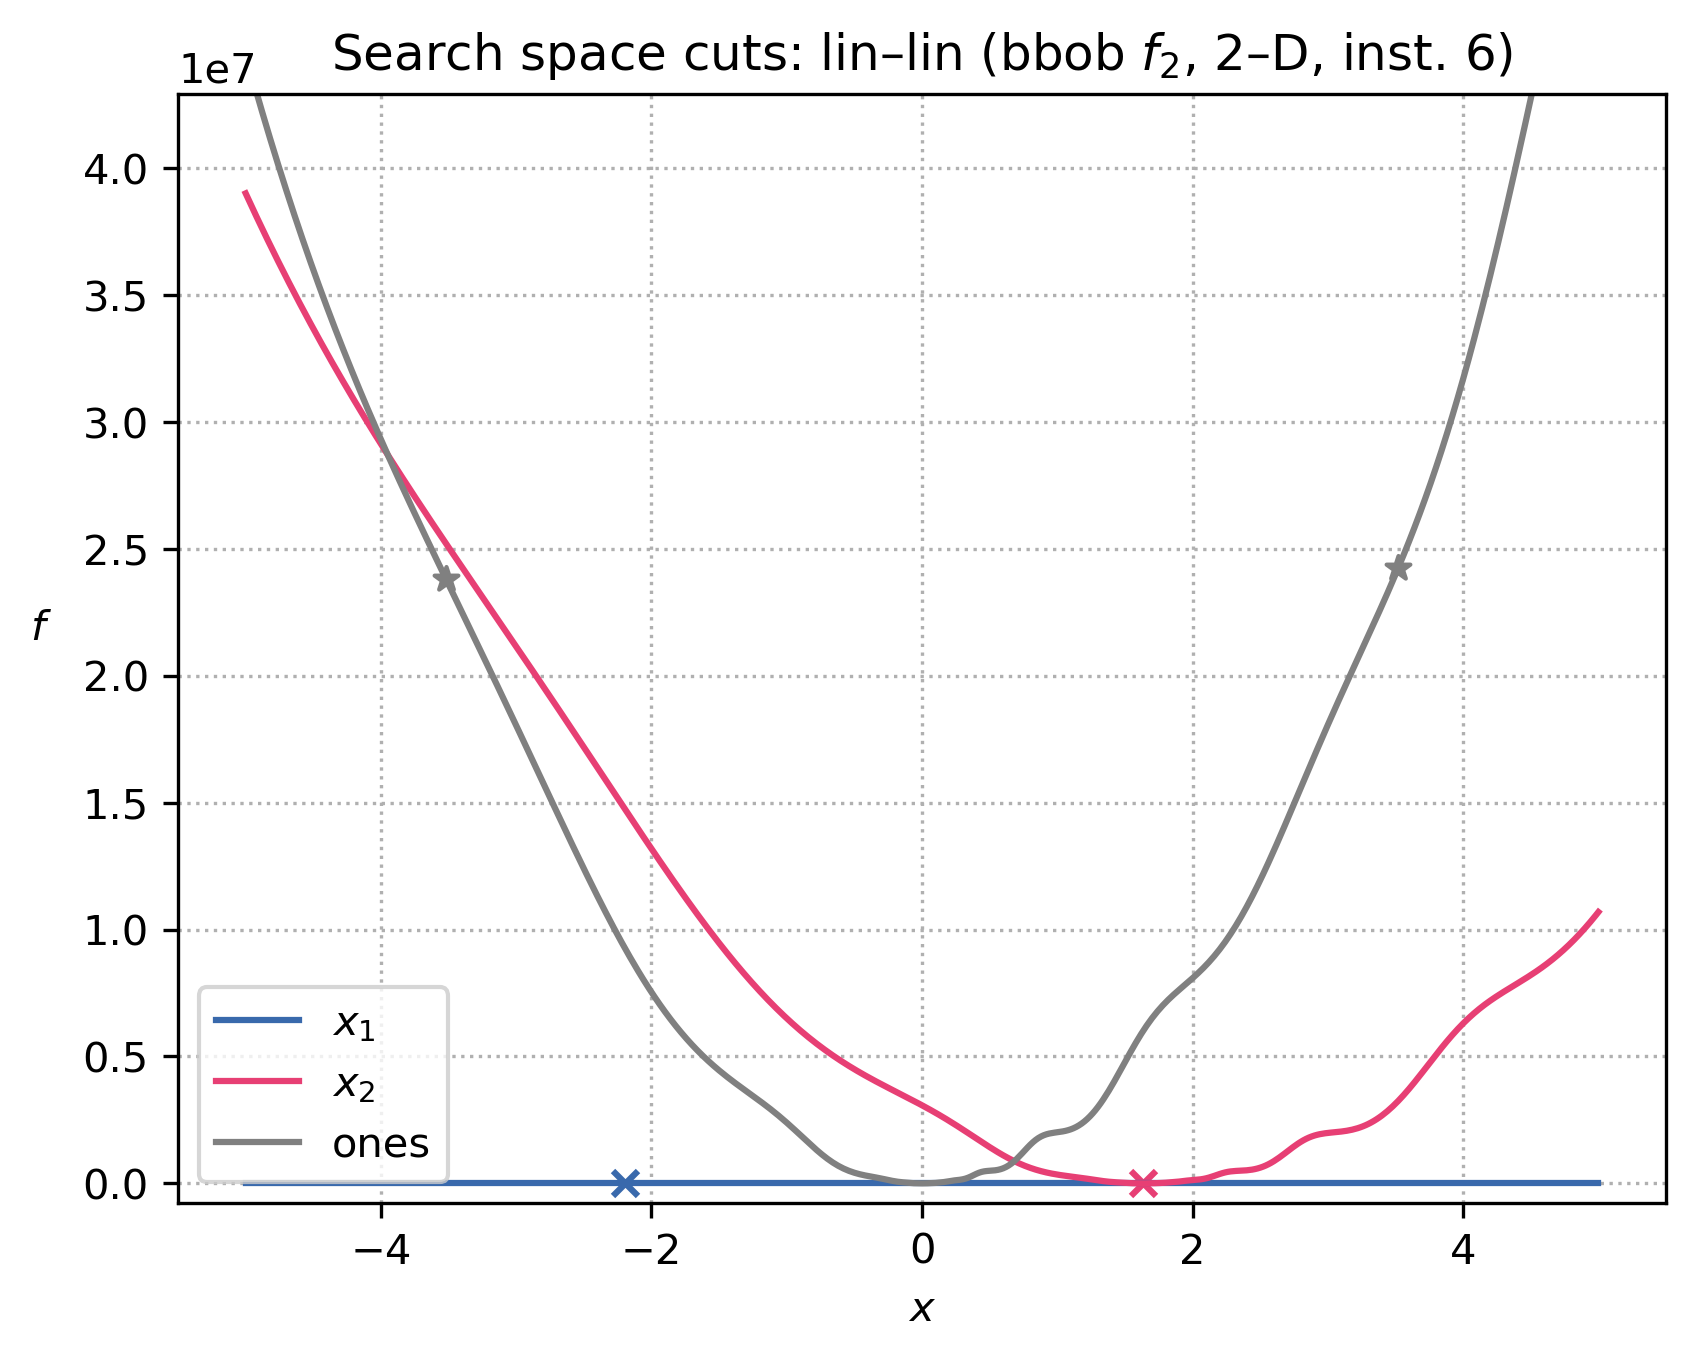 Search space cuts: lin–lin (bbob f₂, 2–D, inst. 6)
1e7
4.0
3.5
3.0
2.5
2.0
1.5
1.0
0.5
0.0
f
x₁
x₂
ones
−4 −2 0 2 4
x